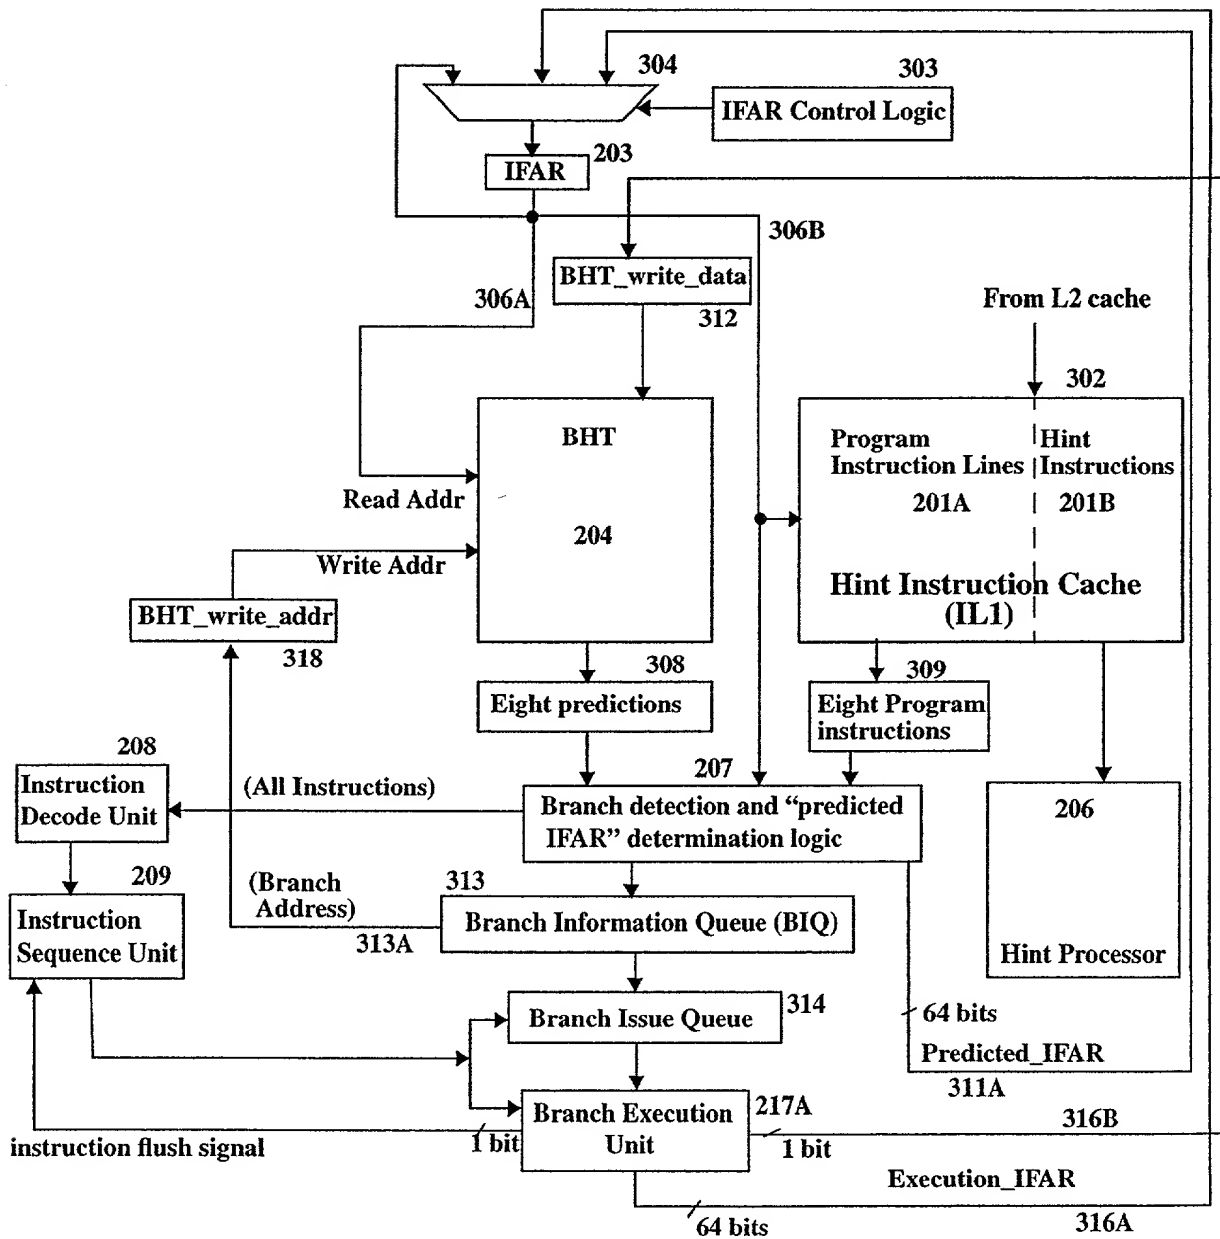 304
303
IFAR Control Logic
203
IFAR
306B
BHT_write_data
306A
312
From L2 cache
302
BHT
Program
Instruction Lines
Hint
Instructions
201A
201B
Read Addr
204
Write Addr
Hint Instruction Cache
(IL1)
BHT_write_addr
318
308
309
Eight predictions
Eight Program
instructions
208
207
Instruction
Decode Unit
(All Instructions)
Branch detection and “predicted
IFAR” determination logic
206
209
(Branch
Address)
313
Instruction
Sequence Unit
Branch Information Queue (BIQ)
313A
Hint Processor
314
Branch Issue Queue
64 bits
Predicted_IFAR
311A
217A
Branch Execution
Unit
316B
instruction flush signal
1 bit
1 bit
Execution_IFAR
64 bits
316A